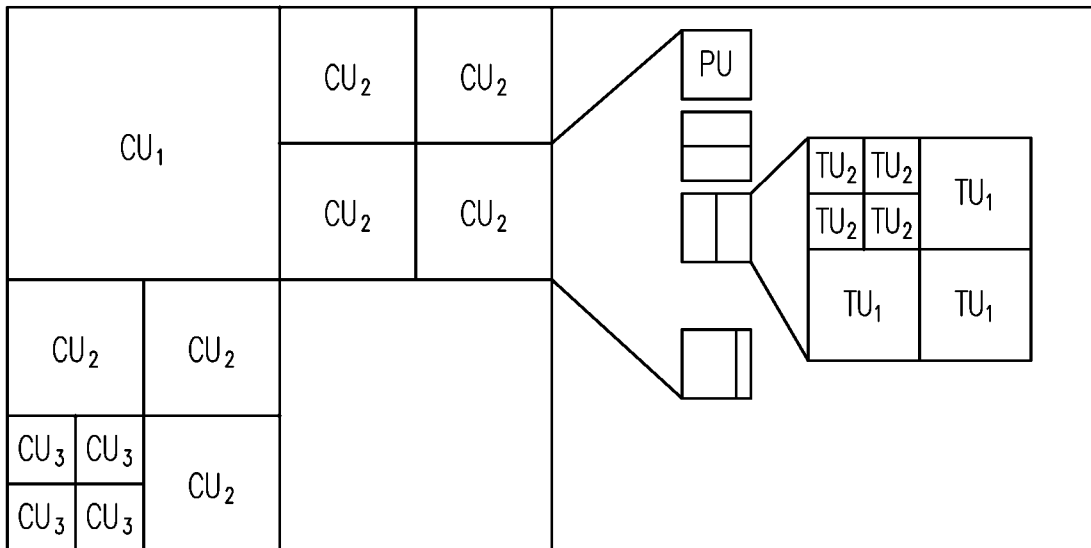 CU₂ CU₂ PU
CU₁
TU₂ TU₂ TU₁
CU₂ CU₂ TU₂ TU₂
TU₁ TU₁
CU₂ CU₂
CU₃ CU₃
CU₂
CU₃ CU₃